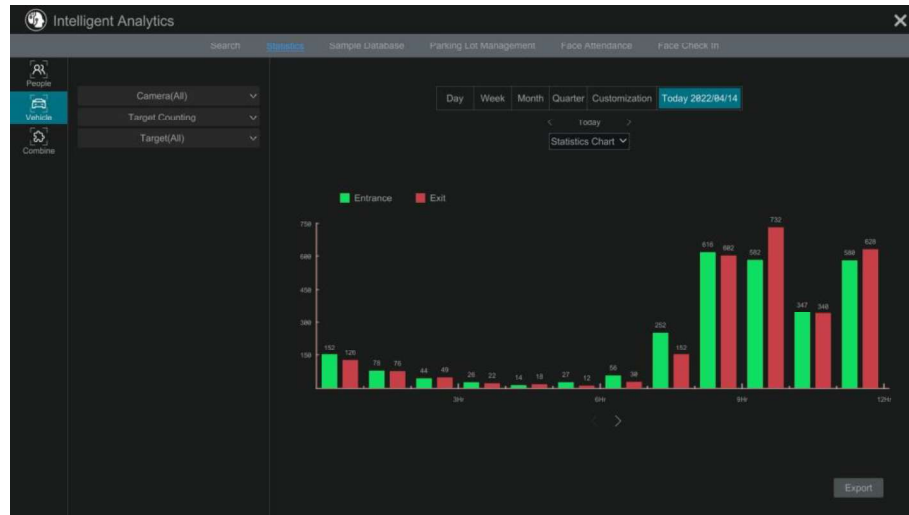 Intelligent Analytics
Search Statistics Sample Database Parking Lot Management Face Attendance Face Check In
People
Vehicle
Combine
Camera(All)
Target Counting
Target(All)
Day Week Month Quarter Customization Today 2022/04/14
Today
Statistics Chart
Entrance Exit
750
600
450
300
150
152 126 78 76 44 49 26 22 14 18 27 12 56 30 252 152 616 602 582 732 347 340 580 628
3Hr 6Hr 9Hr 12Hr
Export